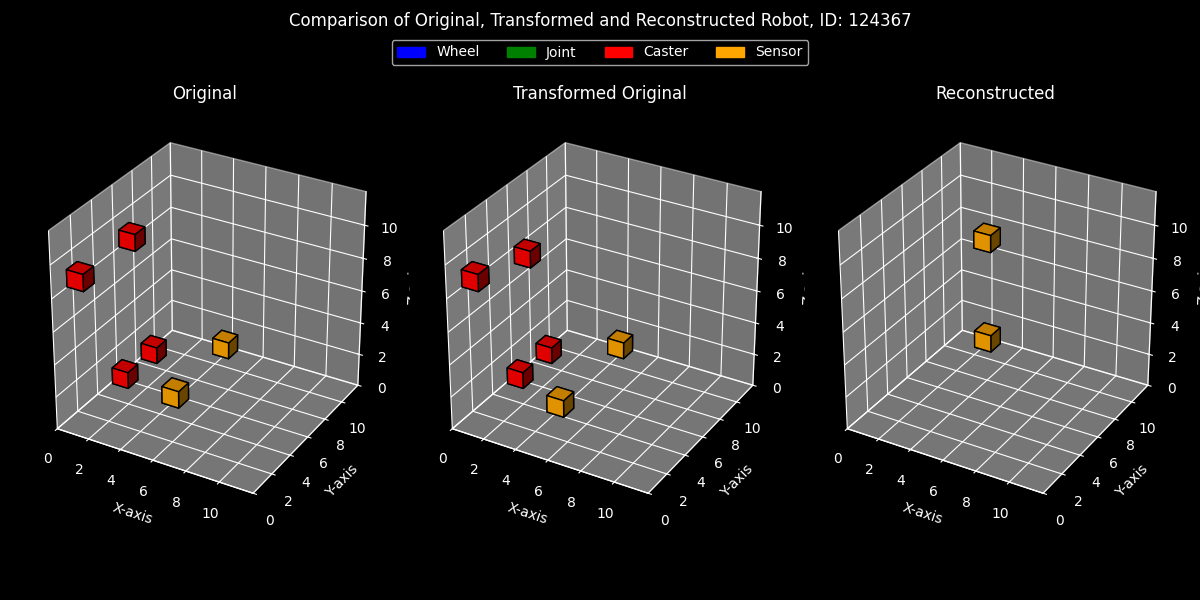 Comparison of Original, Transformed and Reconstructed Robot, ID: 124367
Wheel Joint Caster Sensor
Original
Transformed Original
Reconstructed
0 2 4 6 8 10
X-axis
0 2 4 6 8 10
Y-axis
0 2 4 6 8 10
0 2 4 6 8 10
X-axis
0 2 4 6 8 10
Y-axis
0 2 4 6 8 10
0 2 4 6 8 10
X-axis
0 2 4 6 8 10
Y-axis
0 2 4 6 8 10